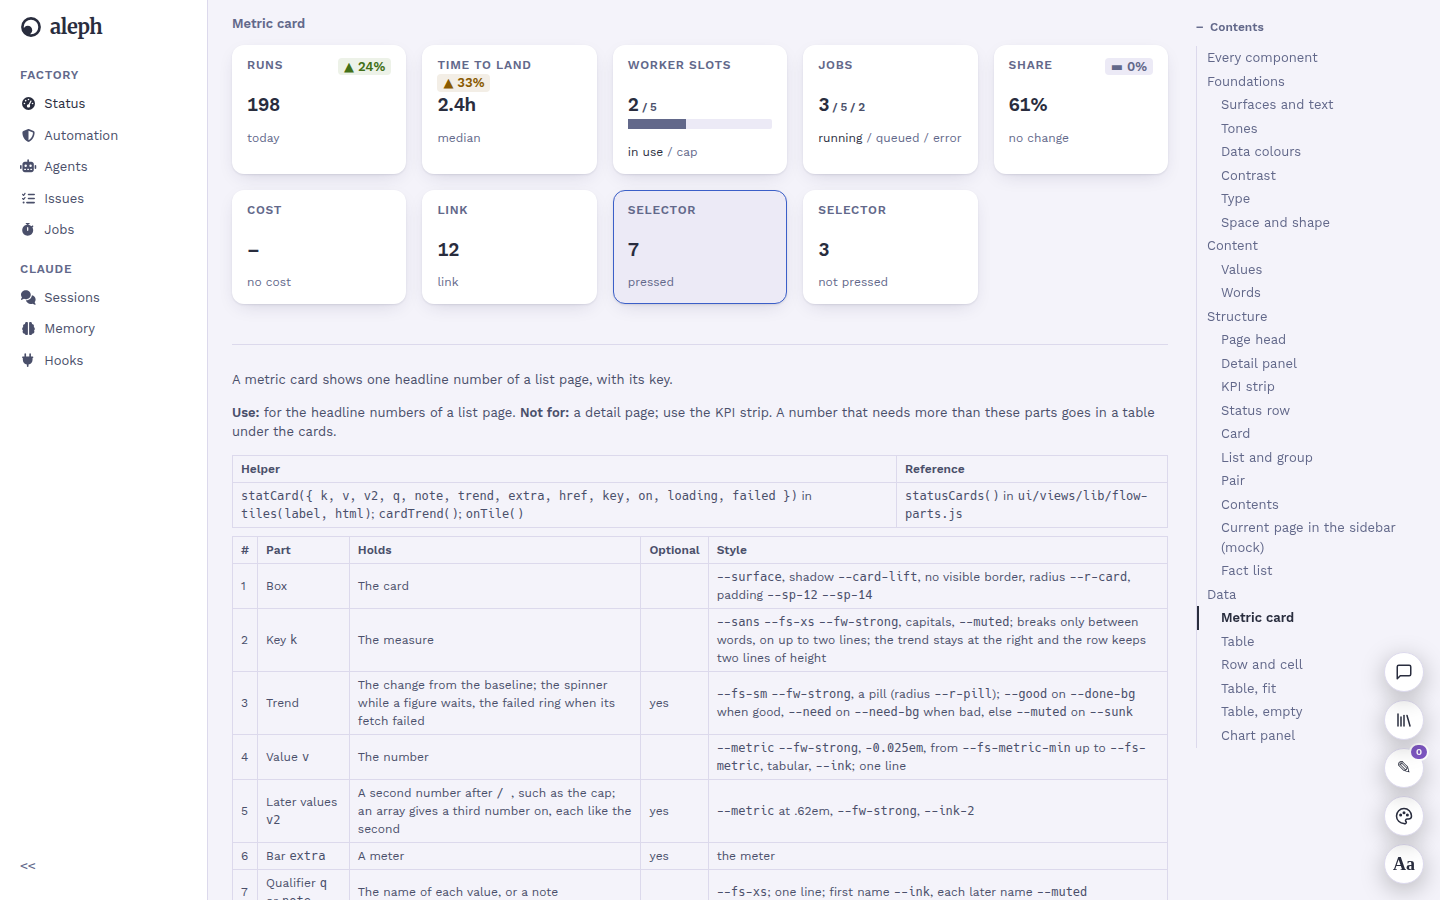 aleph
FACTORY
Status
Automation
Agents
Issues
Jobs
CLAUDE
Sessions
Memory
Hooks
<<
Metric card
RUNS
▲ 24%
198
today
TIME TO LAND
▲ 33%
2.4h
median
WORKER SLOTS
2 / 5
in use / cap
JOBS
3 / 5 / 2
running / queued / error
SHARE
0%
61%
no change
COST
–
no cost
LINK
12
link
SELECTOR
7
pressed
SELECTOR
3
not pressed
A metric card shows one headline number of a list page, with its key.
Use: for the headline numbers of a list page. Not for: a detail page; use the KPI strip. A number that needs more than these parts goes in a table
under the cards.
Helper Reference
statCard({ k, v, v2, q, note, trend, extra, href, key, on, loading, failed }) in
tiles(label, html); cardTrend(); onTile()
statusCards() in ui/views/lib/flow-
parts.js
# Part Holds Optional Style
1 Box The card
--surface, shadow --card-lift, no visible border, radius --r-card,
padding --sp-12 --sp-14
2 Key k The measure
--sans --fs-xs --fw-strong, capitals, --muted; breaks only between
words, on up to two lines; the trend stays at the right and the row keeps
two lines of height
3 Trend
The change from the baseline; the spinner
while a figure waits, the failed ring when its
fetch failed
yes
--fs-sm --fw-strong, a pill (radius --r-pill); --good on --done-bg
when good, --need on --need-bg when bad, else --muted on --sunk
4 Value v The number
--metric --fw-strong, -0.025em, from --fs-metric-min up to --fs-
metric, tabular, --ink; one line
5 Later values
v2
A second number after / , such as the cap;
an array gives a third number on, each like the
second
yes
--metric at .62em, --fw-strong, --ink-2
6 Bar extra A meter yes the meter
7 Qualifier q
or note
The name of each value, or a note
--fs-xs; one line; first name --ink, each later name --muted
− Contents
Every component
Foundations
Surfaces and text
Tones
Data colours
Contrast
Type
Space and shape
Content
Values
Words
Structure
Page head
Detail panel
KPI strip
Status row
Card
List and group
Pair
Contents
Current page in the sidebar
(mock)
Fact list
Data
Metric card
Table
Row and cell
Table, fit
Table, empty
Chart panel
0
Aa